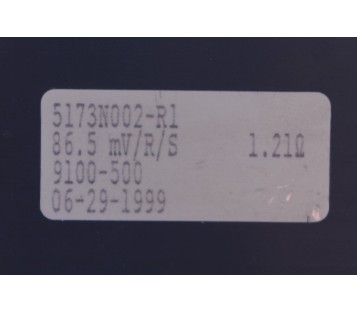 5173N002-R1
86.5 mV/R/S 1.21Ω
9100-500
06-29-1999